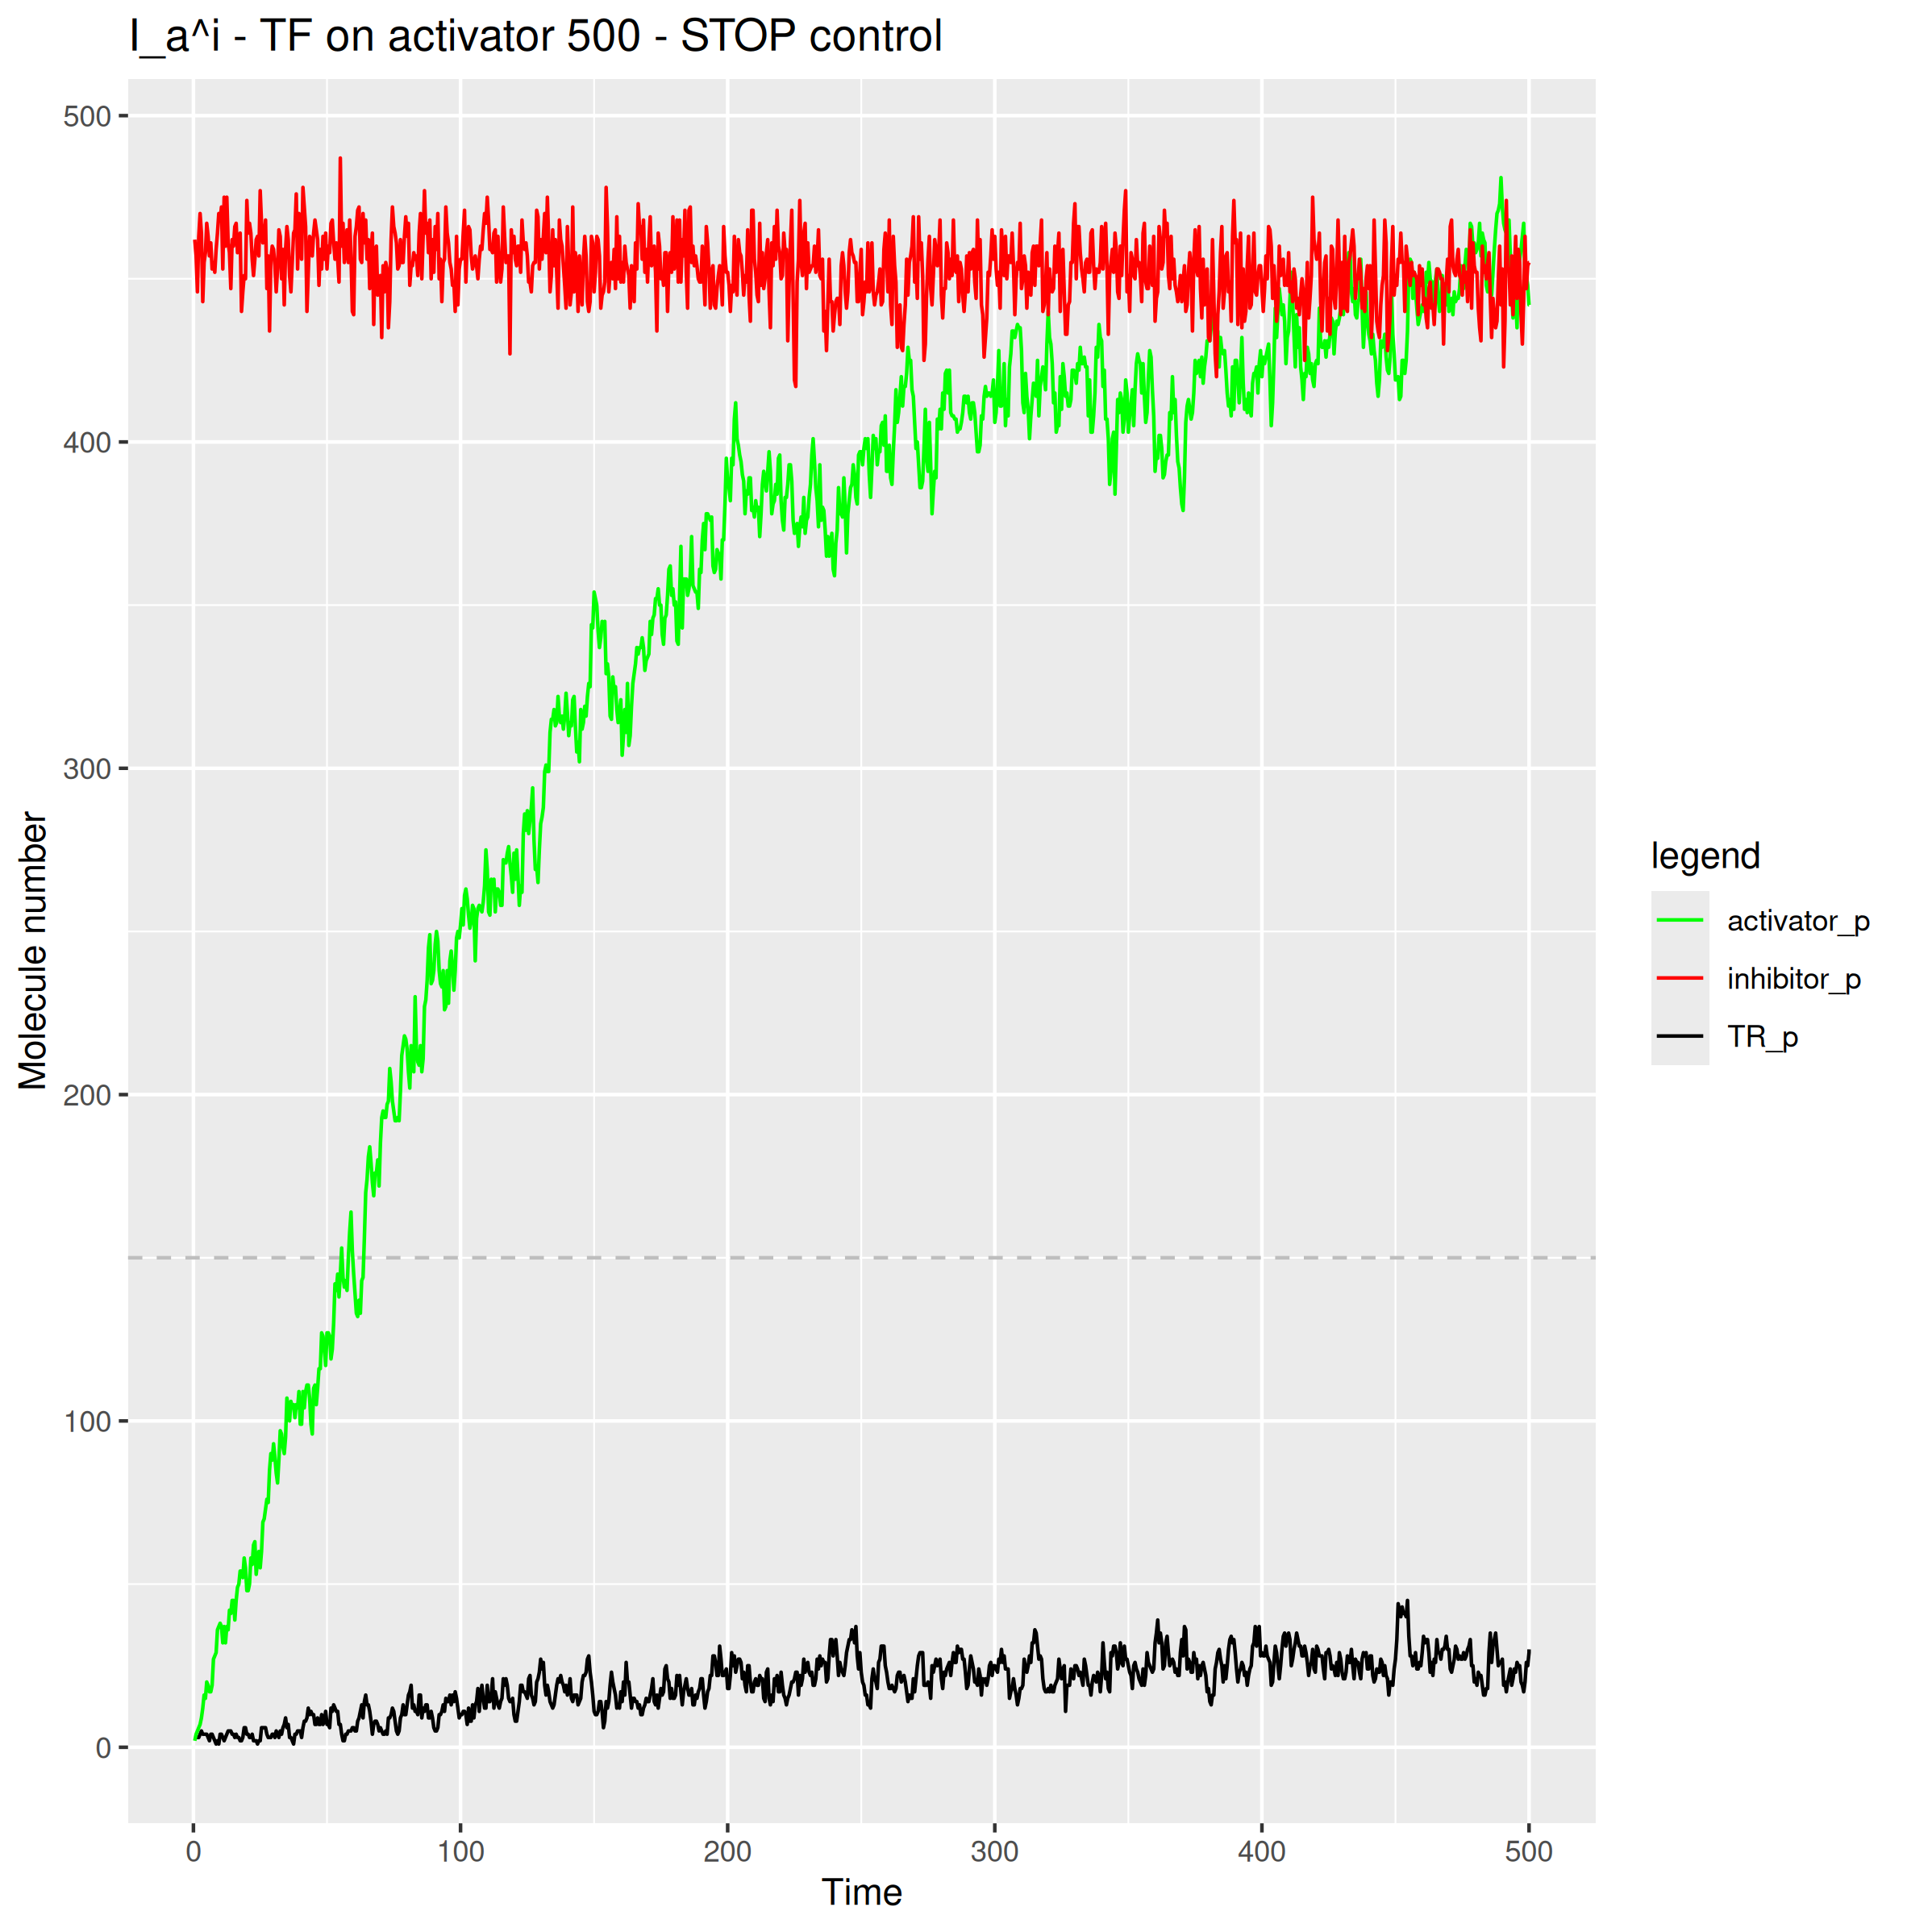 I_a^i - TF on activator 500 - STOP control
500
400
300
200
100
0
Molecule number
0 100 200 300 400 500
Time
legend
activator_p
inhibitor_p
TR_p